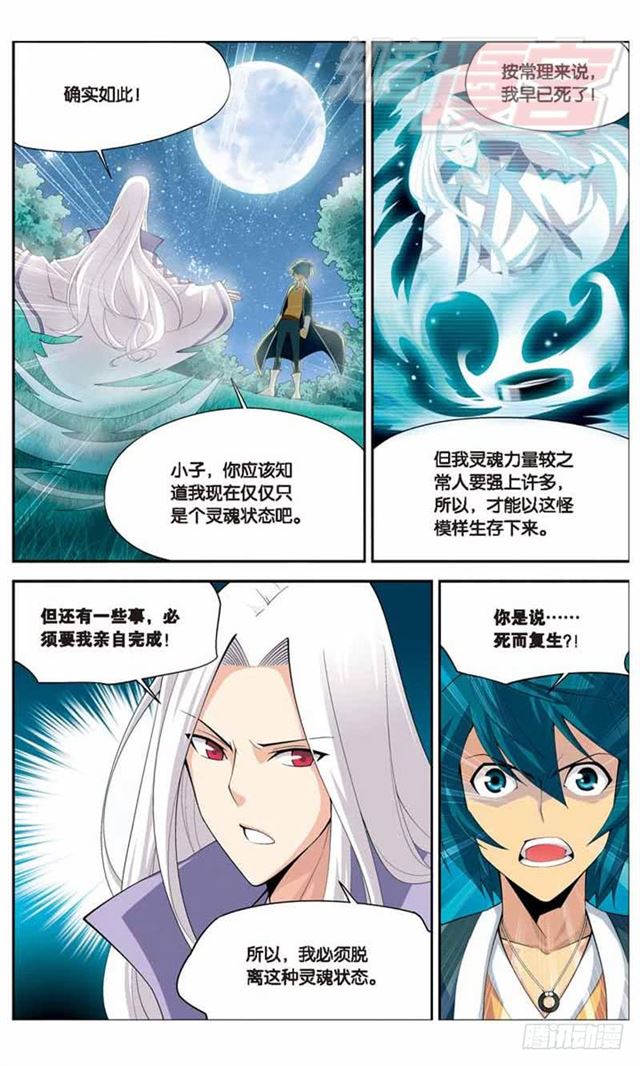 确实如此！
小子，你应该知
道我现在仅仅只
是个灵魂状态吧。
按常理来说，
我早已死了！
但我灵魂力量较之
常人要强上许多，
所以，才能以这怪
模样生存下来。
但还有一些事，必
须要我亲自完成！
所以，我必须脱
离这种灵魂状态。
你是说……
死而复生?！
腾讯动漫